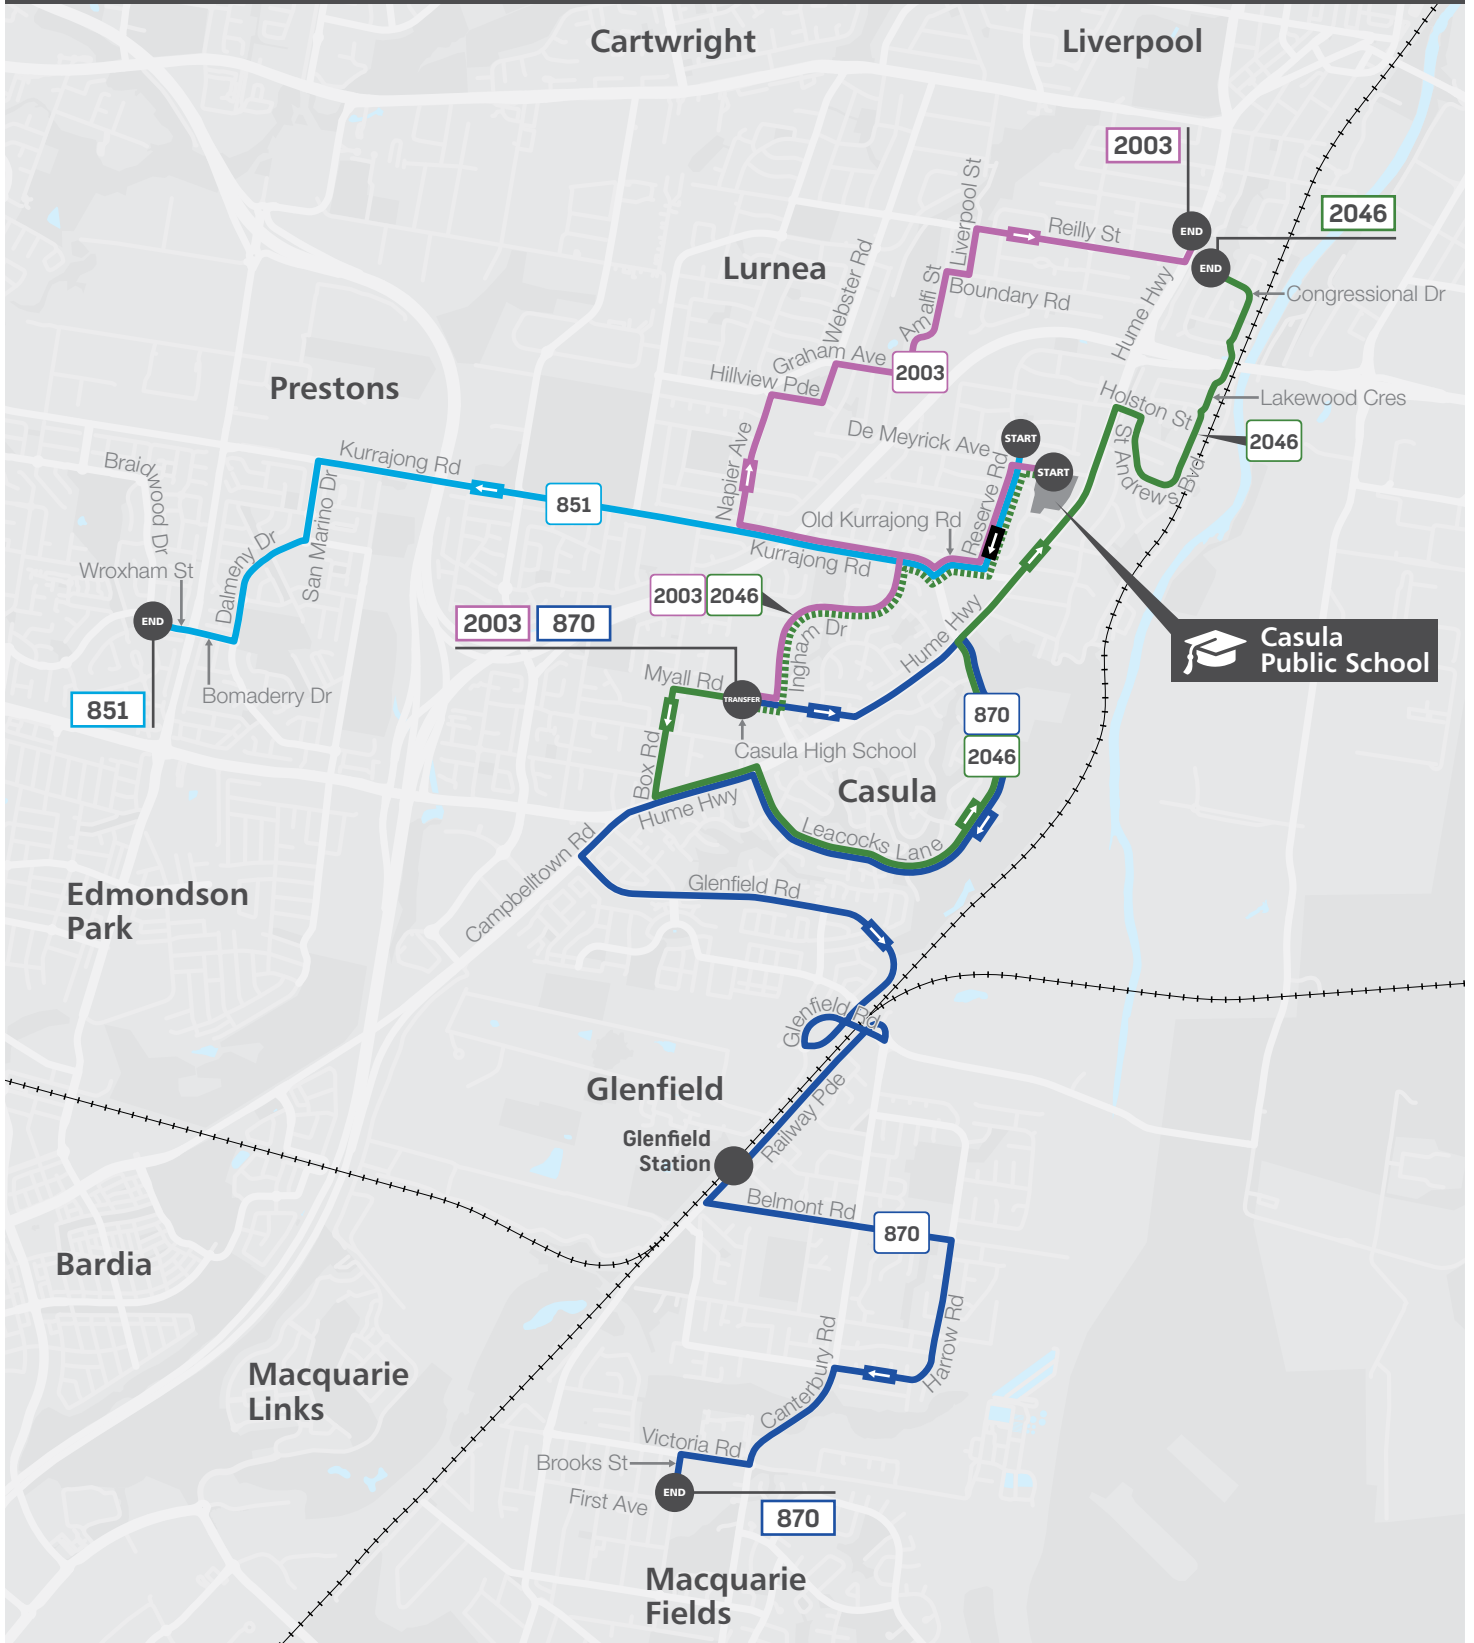 Cartwright
Liverpool
2003
2046
END
END
Liverpool St
Reilly St
Webster Rd
Lurnea
Amalfi St
Boundary Rd
Hume Hwy
Congressional Dr
Graham Ave
2003
Hillview Pde
Prestons
Holston St
Lakewood Cres
De Meyrick Ave
START
START
2046
St Andrews Blvd
Napier Ave
Reserve Rd
Kurrajong Rd
Braidwood Dr
San Marino Dr
851
Old Kurrajong Rd
Kurrajong Rd
Dalmeny Dr
Wroxham St
END
2003
2046
2003
870
Ingham Dr
Hume Hwy
Casula
Public School
Myall Rd
TRANSFER
Bomaderry Dr
851
870
Casula High School
2046
Box Rd
Casula
Hume Hwy
Leacocks Lane
Campbelltown Rd
Glenfield Rd
Edmondson
Park
Glenfield Rd
Glenfield
Railway Pde
Glenfield
Station
Belmont Rd
870
Bardia
Harrow Rd
Canterbury Rd
Macquarie
Links
Victoria Rd
Brooks St
First Ave
END
870
Macquarie
Fields